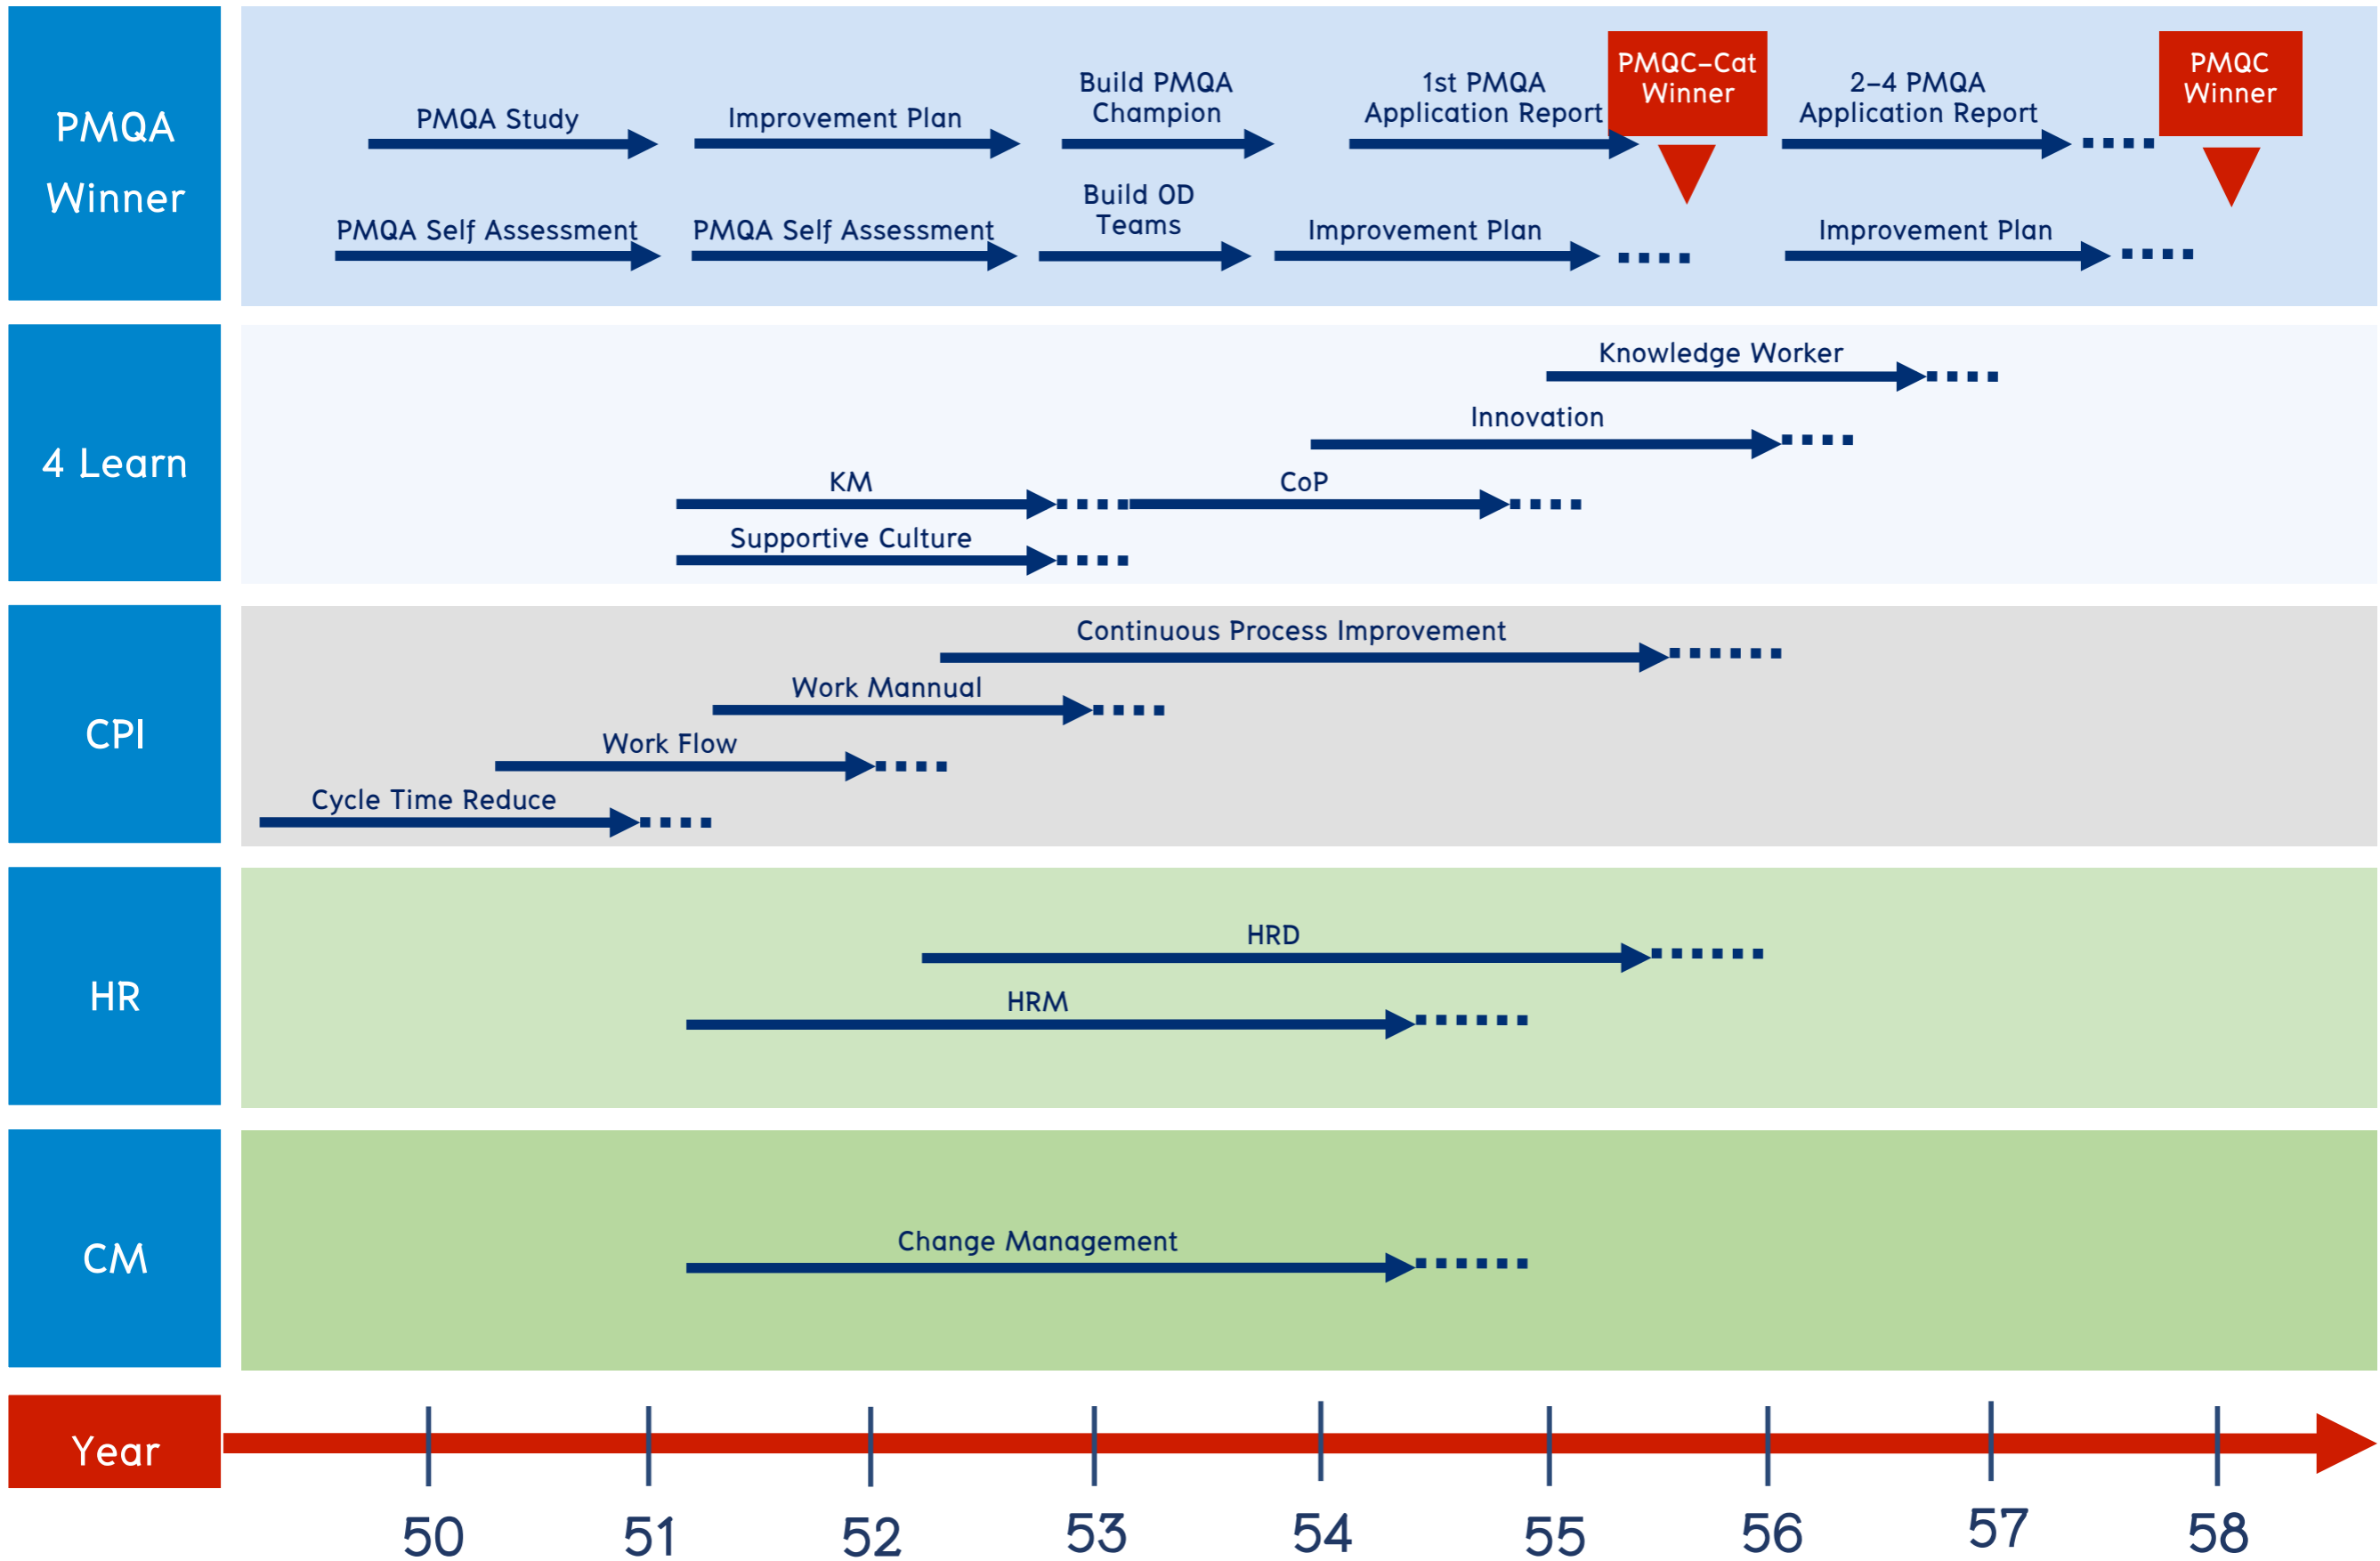 PMQA
Winner
Build PMQA
Champion
1st PMQA
Application Report
PMQC-Cat
Winner
2-4 PMQA
Application Report
PMQC
Winner
PMQA Study
Improvement Plan
Build OD
Teams
PMQA Self Assessment
PMQA Self Assessment
Improvement Plan
Improvement Plan
4 Learn
Knowledge Worker
Innovation
KM
CoP
Supportive Culture
CPI
Continuous Process Improvement
Work Mannual
Work Flow
Cycle Time Reduce
HR
HRD
HRM
CM
Change Management
Year
50
51
52
53
54
55
56
57
58